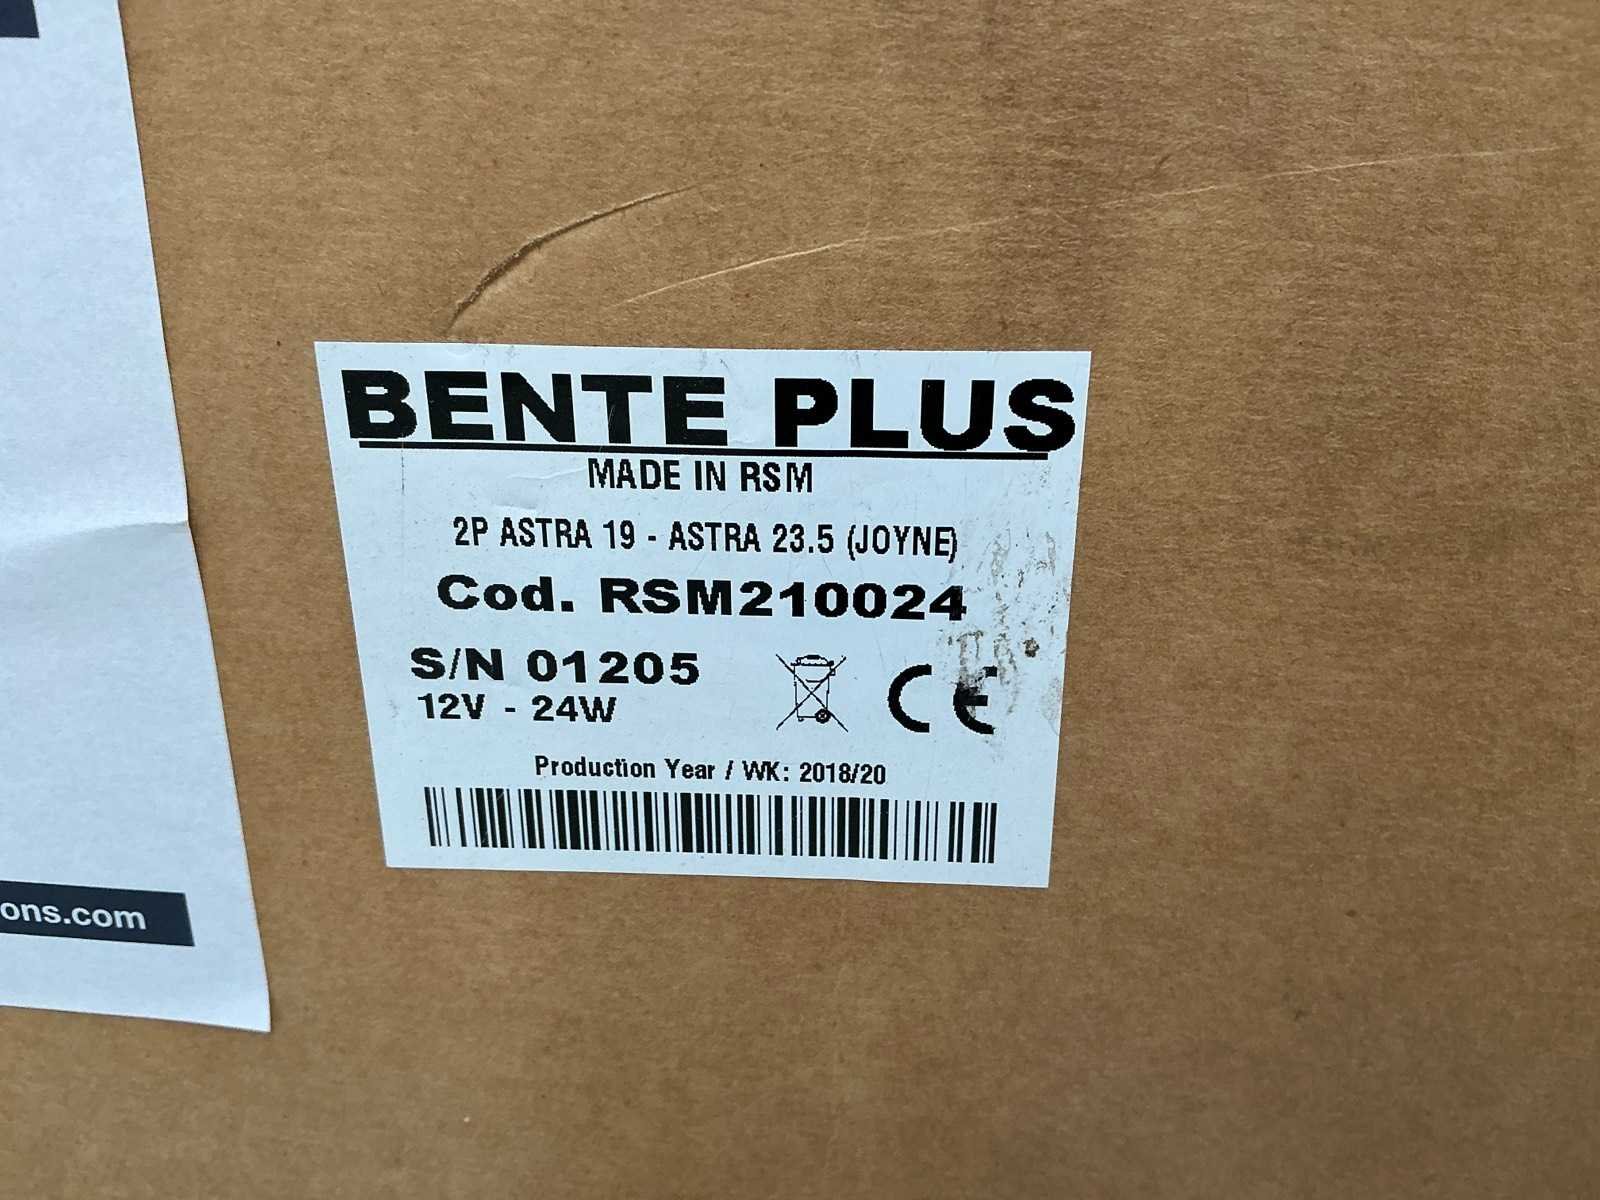 BENTE PLUS
MADE IN RSM
2P ASTRA 19 - ASTRA 23.5 (JOYNE)
Cod. RSM210024
S/N 01205
12V - 24W
CE
Production Year / WK: 2018/20
ons.com